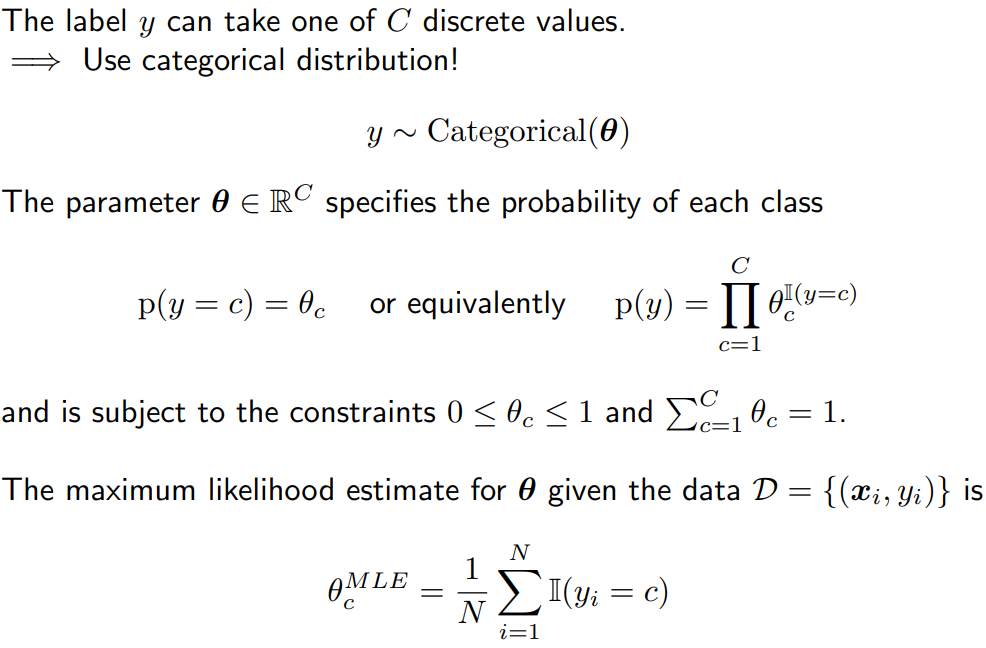 The label y can take one of C discrete values.
⟹ Use categorical distribution!
y ∼ Categorical(θ)
The parameter θ ∈ ℝ^C specifies the probability of each class
p(y = c) = θ_c or equivalently p(y) = ∏_{c=1}^{C} θ_c^{𝕀(y=c)}
and is subject to the constraints 0 ≤ θ_c ≤ 1 and ∑_{c=1}^{C} θ_c = 1.
The maximum likelihood estimate for θ given the data 𝒟 = {(x_i, y_i)} is
θ_c^{MLE} = \frac{1}{N} ∑_{i=1}^{N} 𝕀(y_i = c)